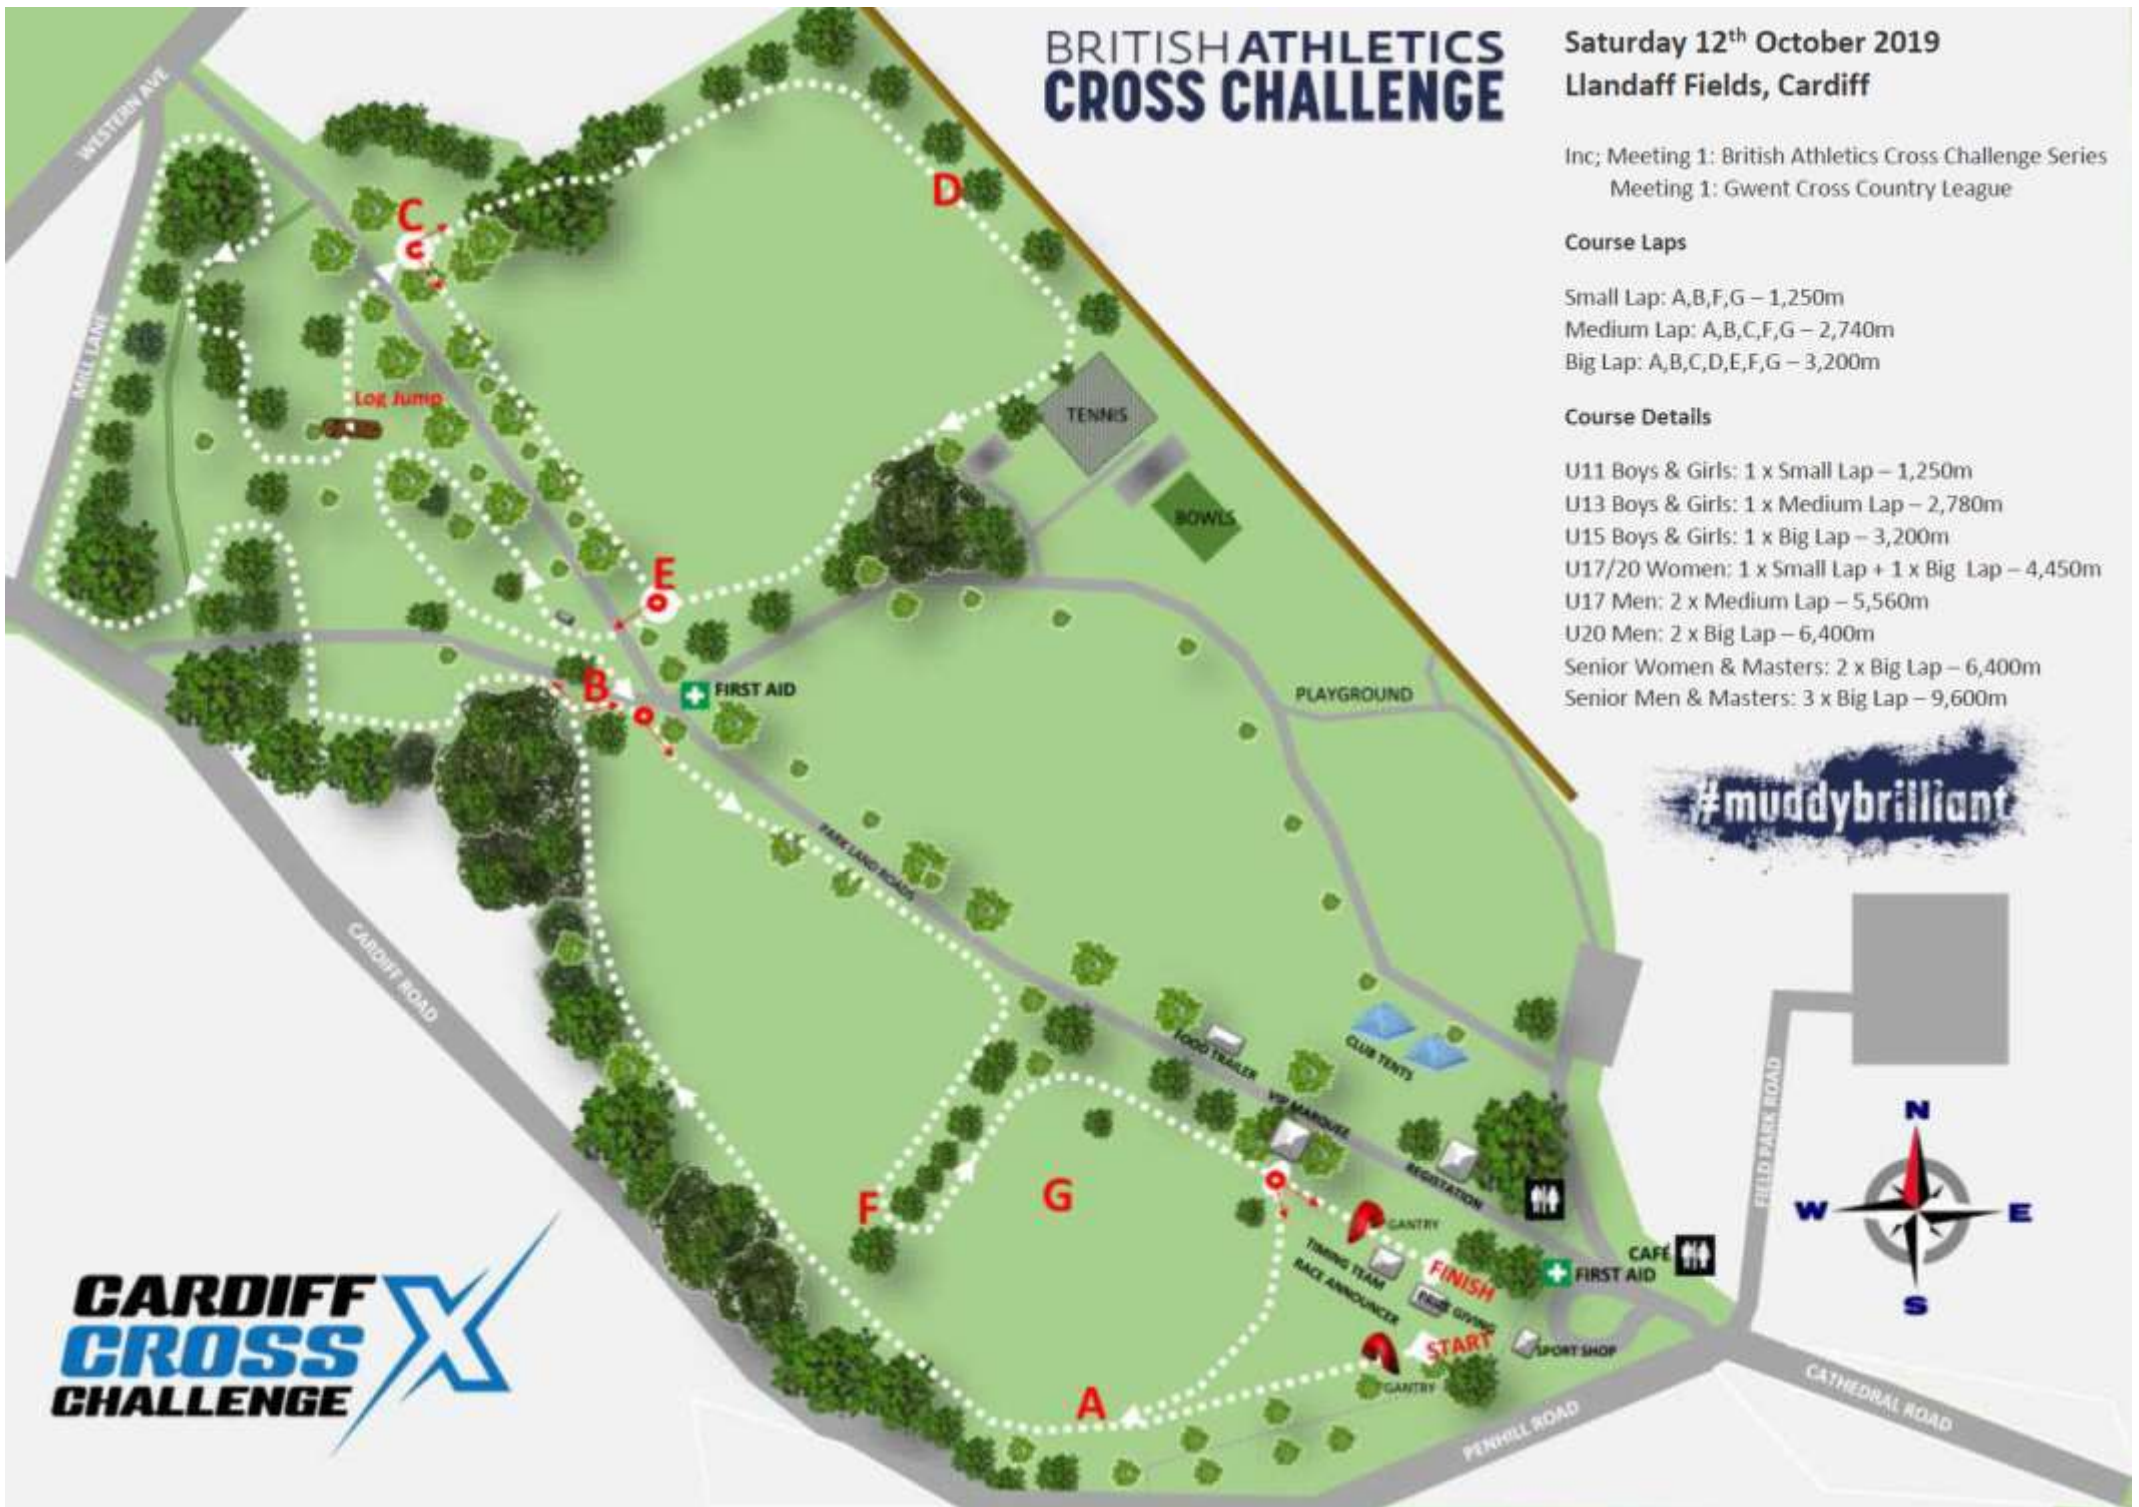 BRITISH ATHLETICS
CROSS CHALLENGE
Saturday 12th October 2019
Llandaff Fields, Cardiff
Inc; Meeting 1: British Athletics Cross Challenge Series
Meeting 1: Gwent Cross Country League
Course Laps
Small Lap: A,B,F,G – 1,250m
Medium Lap: A,B,C,F,G – 2,740m
Big Lap: A,B,C,D,E,F,G – 3,200m
Course Details
U11 Boys & Girls: 1 x Small Lap – 1,250m
U13 Boys & Girls: 1 x Medium Lap – 2,780m
U15 Boys & Girls: 1 x Big Lap – 3,200m
U17/20 Women: 1 x Small Lap + 1 x Big Lap – 4,450m
U17 Men: 2 x Medium Lap – 5,560m
U20 Men: 2 x Big Lap – 6,400m
Senior Women & Masters: 2 x Big Lap – 6,400m
Senior Men & Masters: 3 x Big Lap – 9,600m
#muddybrilliant
WESTERN AVE
MILL LANE
C
D
Log Jump
TENNIS
BOWLS
E
B
FIRST AID
PLAYGROUND
PARK LAND ROADS
CARDIFF ROAD
FOOD TRAILER
CLUB TENTS
VIP MARQUEE
REGISTATION
F
G
GANTRY
TIMING TEAM
RACE ANNOUNCER
FINISH
GIVING
START
GANTRY
SPORT SHOP
CAFÉ
FIRST AID
A
PENHILL ROAD
CATHEDRAL ROAD
FIELD PARK ROAD
N
W
E
S
CARDIFF
CROSS X
CHALLENGE